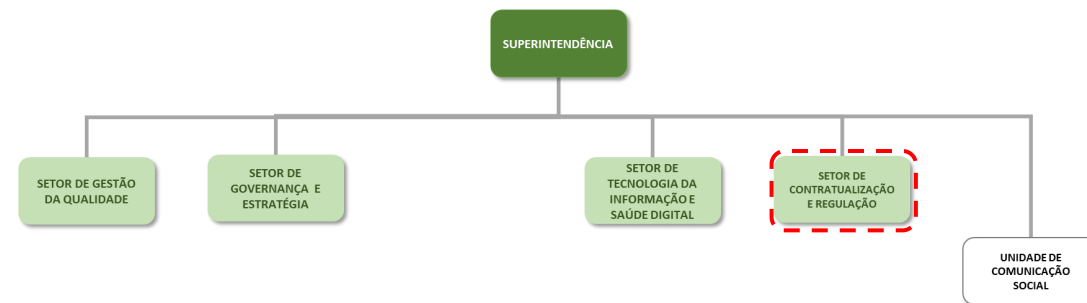 SUPERINTENDÊNCIA
SETOR DE GESTÃO
DA QUALIDADE
SETOR DE
GOVERNANÇA E
ESTRATÉGIA
SETOR DE
TECNOLOGIA DA
INFORMAÇÃO E
SAÚDE DIGITAL
SETOR DE
CONTRATUALIZAÇÃO
E REGULAÇÃO
UNIDADE DE
COMUNICAÇÃO
SOCIAL